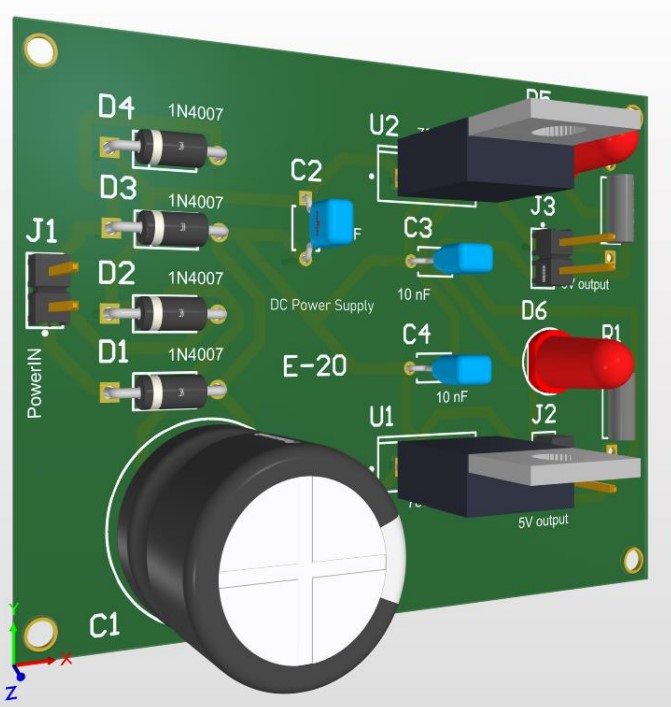 D4
1N4007
D3
1N4007
J1
D2
1N4007
D1
1N4007
PowerIN
C2
F
DC Power Supply
E-20
U2
C3
10 nF
C4
10 nF
U1
D5
J3
output
D6
R1
J2
5V output
C1
Y
X
Z